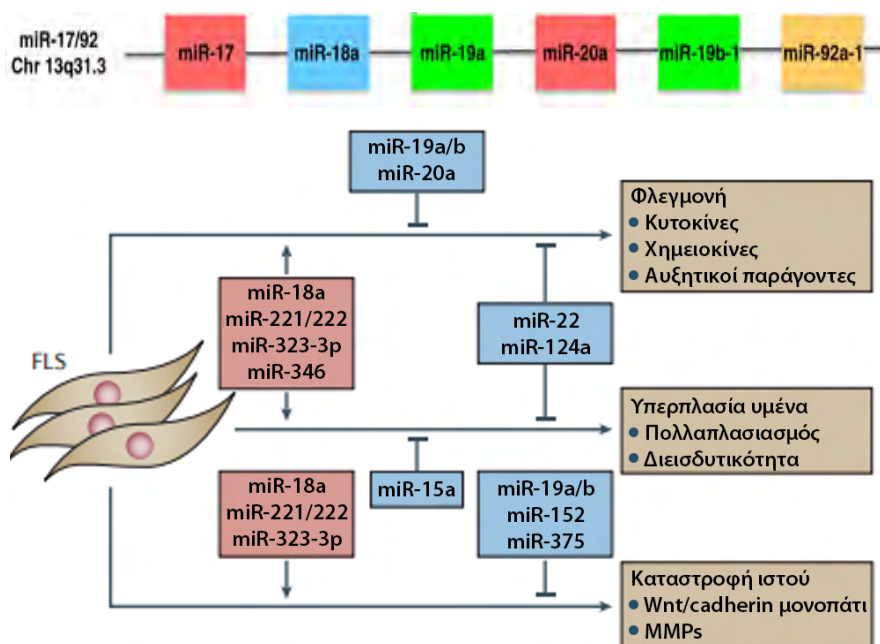 miR-17/92
Chr 13q31.3
miR-17
miR-18a
miR-19a
miR-20a
miR-19b-1
miR-92a-1
miR-19a/b
miR-20a
Φλεγμονή
• Κυτοκίνες
• Χημειοκίνες
• Αυξητικοί παράγοντες
miR-18a
miR-221/222
miR-323-3p
miR-346
miR-22
miR-124a
FLS
Υπερπλασία υμένα
• Πολλαπλασιασμός
• Διεισδυτικότητα
miR-18a
miR-221/222
miR-323-3p
miR-15a
miR-19a/b
miR-152
miR-375
Καταστροφή ιστού
• Wnt/cadherin μονοπάτι
• MMPs